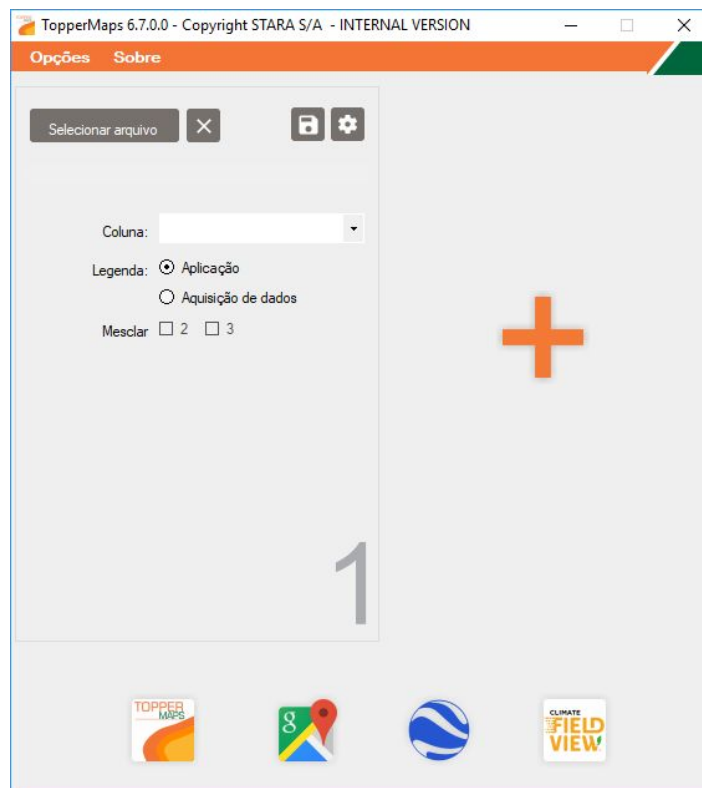 TopperMaps 6.7.0.0 - Copyright STARA S/A - INTERNAL VERSION
Opções Sobre
Selecionar arquivo
Coluna:
Legenda: Aplicação
Aquisição de dados
Mesclar 2 3
1
TOPPER
MAPS
g
CLIMATE
FIELD
VIEW